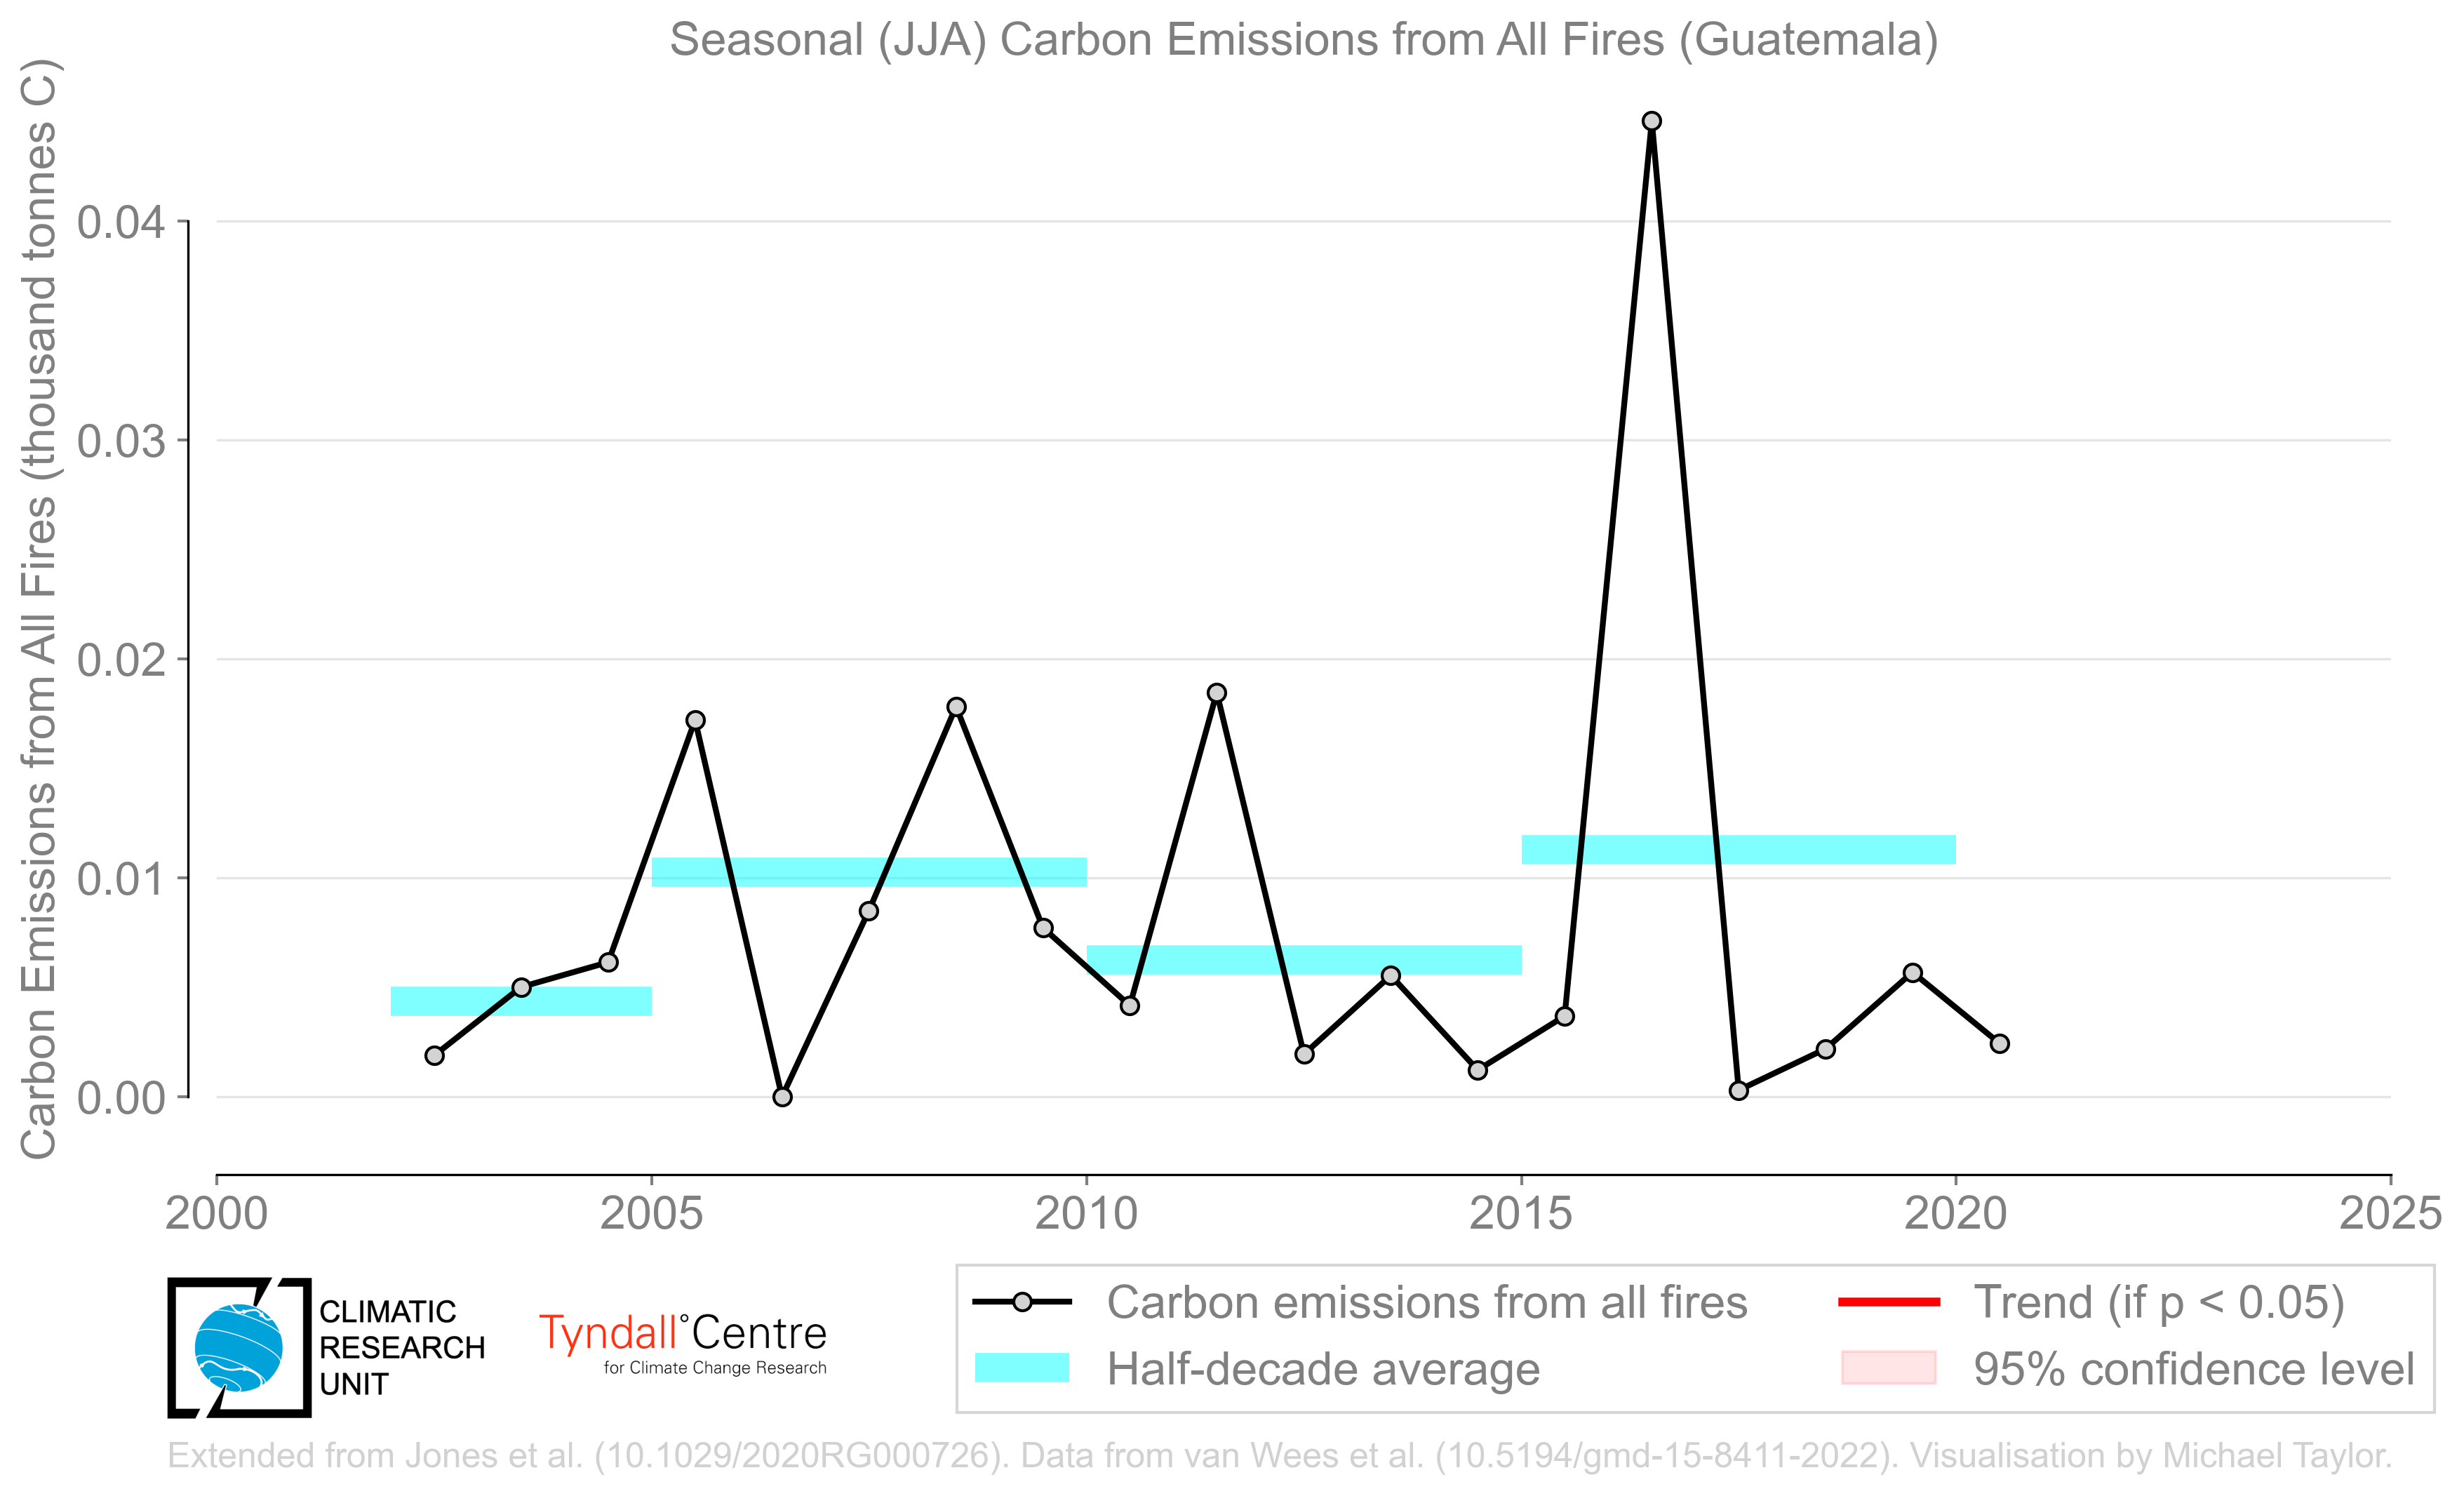 Seasonal (JJA) Carbon Emissions from All Fires (Guatemala)
Carbon Emissions from All Fires (thousand tonnes C)
0.04
0.03
0.02
0.01
0.00
2000 2005 2010 2015 2020 2025
CLIMATIC
RESEARCH
UNIT
Tyndall°Centre
for Climate Change Research
Carbon emissions from all fires
Half-decade average
Trend (if p < 0.05)
95% confidence level
Extended from Jones et al. (10.1029/2020RG000726). Data from van Wees et al. (10.5194/gmd-15-8411-2022). Visualisation by Michael Taylor.